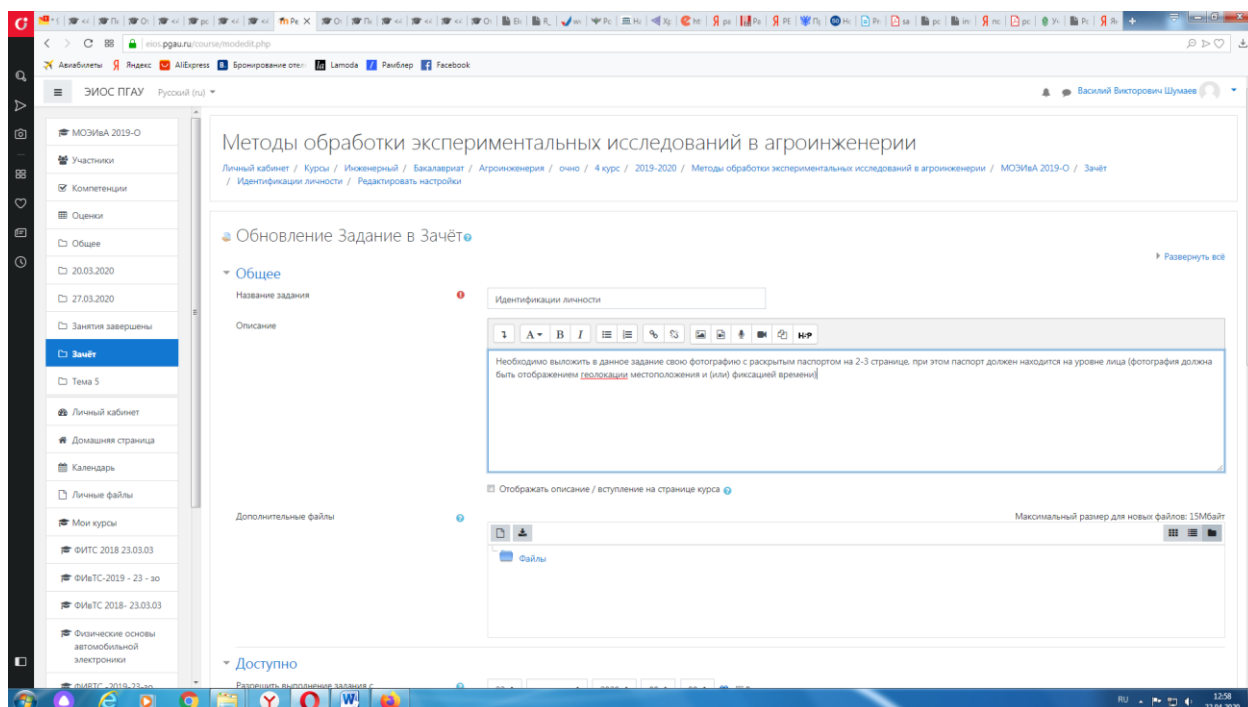 eios.pgau.ru/course/modedit.php
Авиабилеты Яндекс AliExpress Бронирование отел Lamoda Рамблер Facebook
ЭИОС ПГАУ Русский (ru)
Василий Викторович Шумаев
МОЭИвА 2019-О
Участники
Компетенции
Оценки
Общее
20.03.2020
27.03.2020
Занятия завершены
Зачёт
Тема 5
Личный кабинет
Домашняя страница
Календарь
Личные файлы
Мои курсы
ФИТС 2018 23.03.03
ФИвТС-2019 - 23 - зо
ФИвТС 2018- 23.03.03
Физические основы
автомобильной
электроники
Методы обработки экспериментальных исследований в агроинженерии
Личный кабинет / Курсы / Инженерный / Бакалавриат / Агроинженерия / очно / 4 курс / 2019-2020 / Методы обработки экспериментальных исследований в агроинженерии / МОЭИвА 2019-О / Зачёт
/ Идентификации личности / Редактировать настройки
Обновление Задание в Зачёт
Развернуть всё
Общее
Название задания
Идентификации личности
Описание
Необходимо выложить в данное задание свою фотографию с раскрытым паспортом на 2-3 странице, при этом паспорт должен находится на уровне лица (фотография должна
быть отображением геолокации местоположения и (или) фиксацией времени)
Отображать описание / вступление на странице курса
Дополнительные файлы
Максимальный размер для новых файлов: 15Мбайт
Файлы
Доступно
Разрешить выполнение задания с
RU
12:58